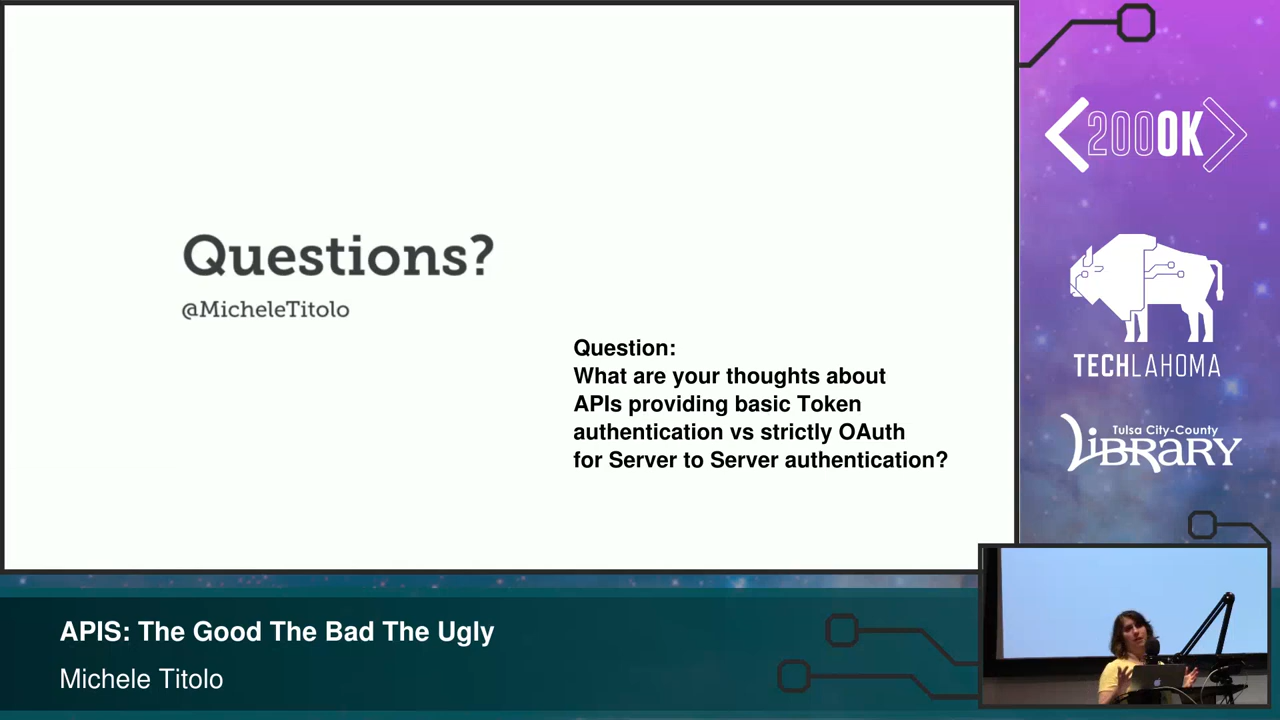 Questions?
@MicheleTitolo
Question:
What are your thoughts about
APIs providing basic Token
authentication vs strictly OAuth
for Server to Server authentication?
200OK
TECHLAHOMA
Tulsa City-County
LiBRARY
APIS: The Good The Bad The Ugly
Michele Titolo